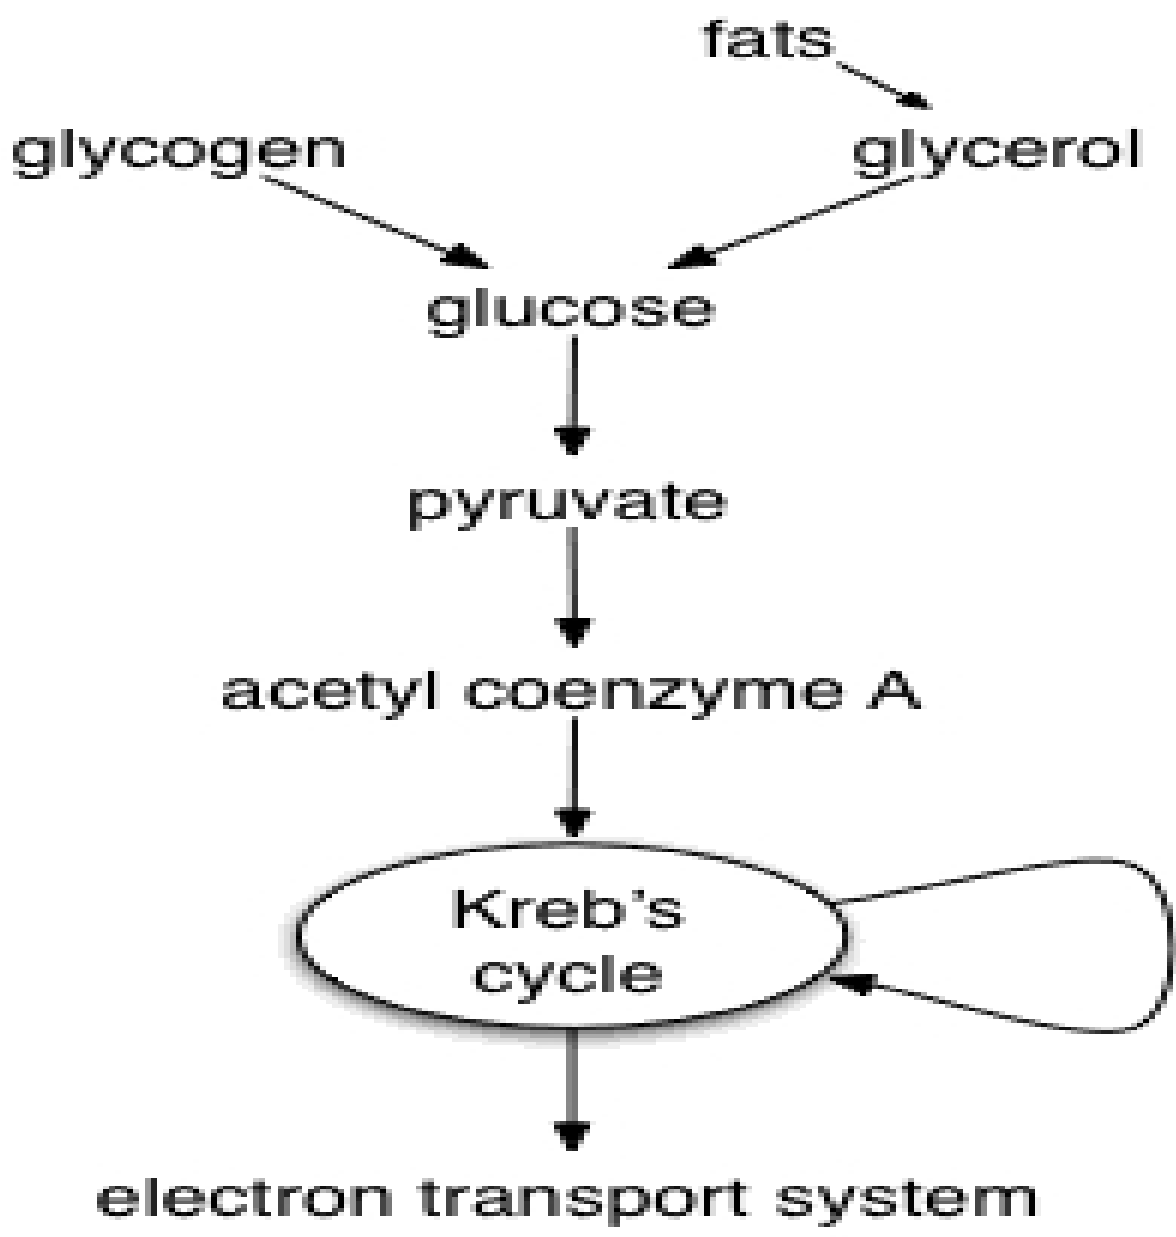 fats
glycogen
glycerol
glucose
pyruvate
acetyl coenzyme A
Kreb's
cycle
electron transport system